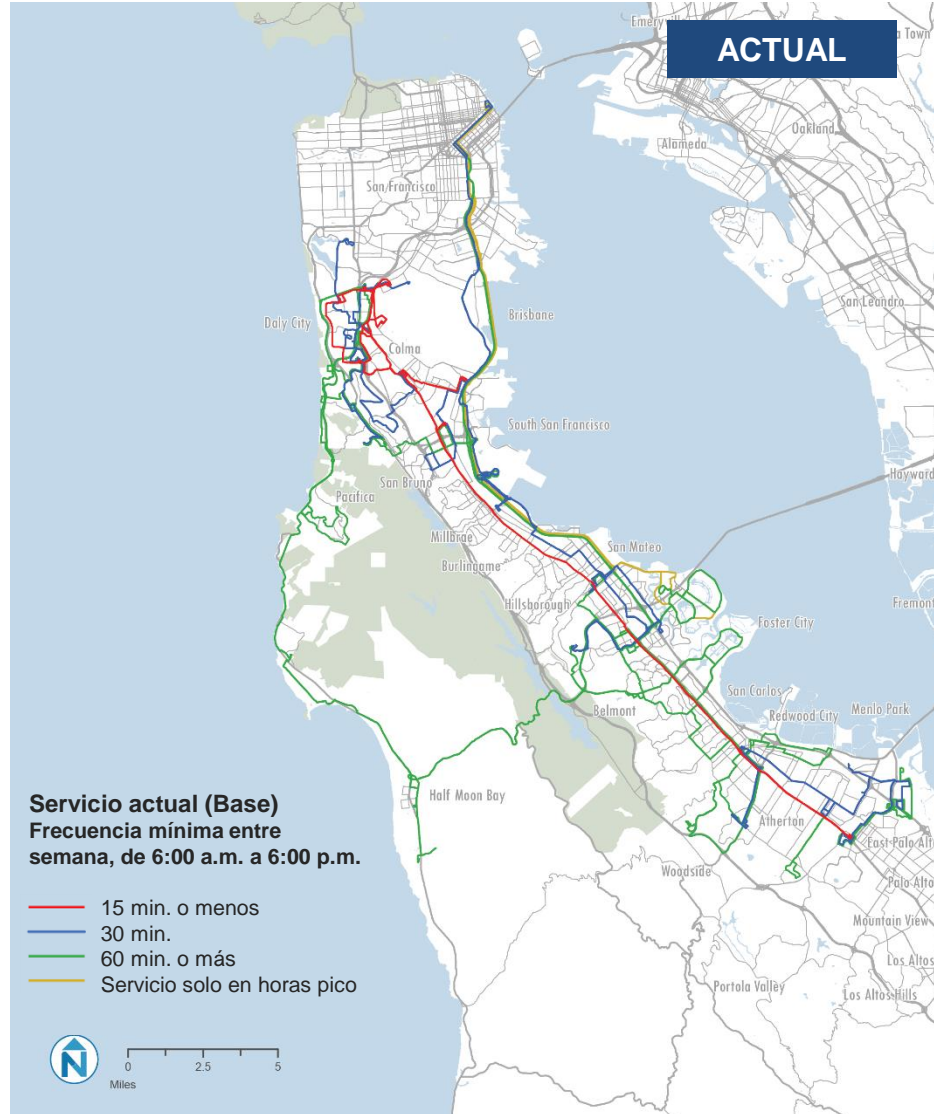 Emeryville
ACTUAL
Town
Oakland
Alameda
San Francisco
San Leandro
Daly City
Brisbane
Colma
South San Francisco
Hayward
San Bruno
Pacifica
Millbrae
San Mateo
Burlingame
Hillsborough
Fremont
Foster City
San Carlos
Belmont
Redwood City
Menlo Park
Half Moon Bay
Atherton
East Palo Alt
Woodside
Palo Alto
Mountain View
Los Altos
Portola Valley
Los Altos Hills
Servicio actual (Base)
Frecuencia mínima entre
semana, de 6:00 a.m. a 6:00 p.m.
15 min. o menos
30 min.
60 min. o más
Servicio solo en horas pico
N
0 2.5 5
Miles